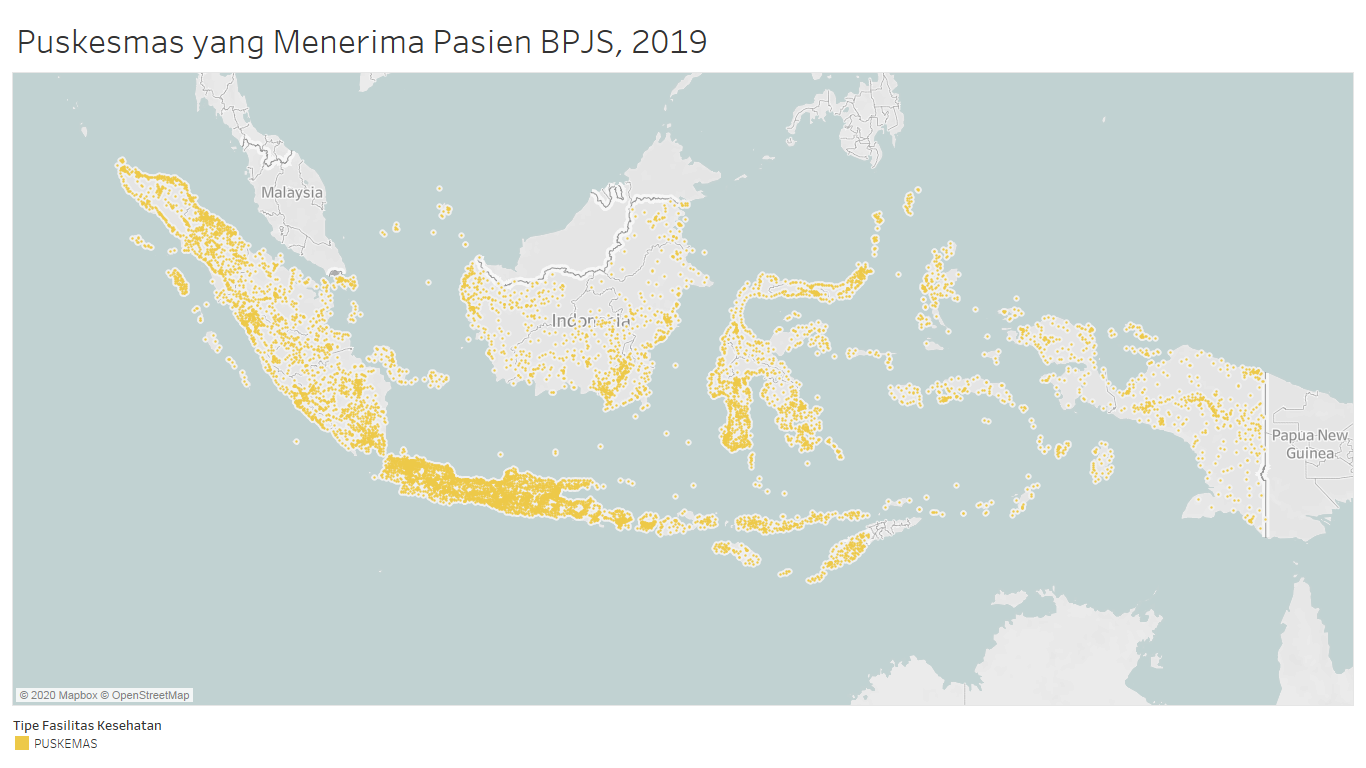 Puskesmas yang Menerima Pasien BPJS, 2019
Malaysia
Indonesia
Papua New
Guinea
© 2020 Mapbox © OpenStreetMap
Tipe Fasilitas Kesehatan
PUSKEMAS